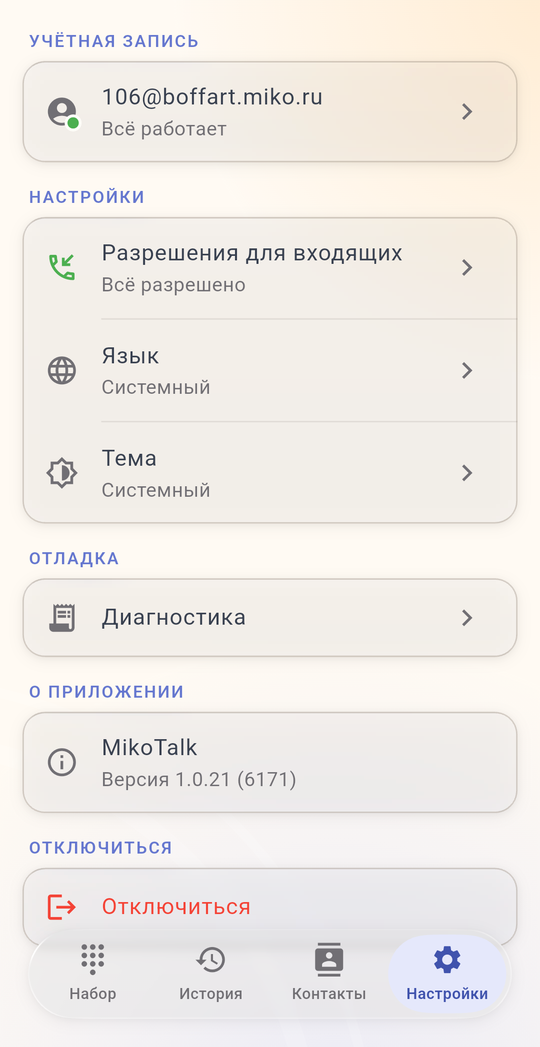 УЧЁТНАЯ ЗАПИСЬ
106@boffart.miko.ru
Всё работает
НАСТРОЙКИ
Разрешения для входящих
Всё разрешено
Язык
Системный
Тема
Системный
ОТЛАДКА
Диагностика
О ПРИЛОЖЕНИИ
MikoTalk
Версия 1.0.21 (6171)
ОТКЛЮЧИТЬСЯ
Отключиться
Набор История Контакты Настройки